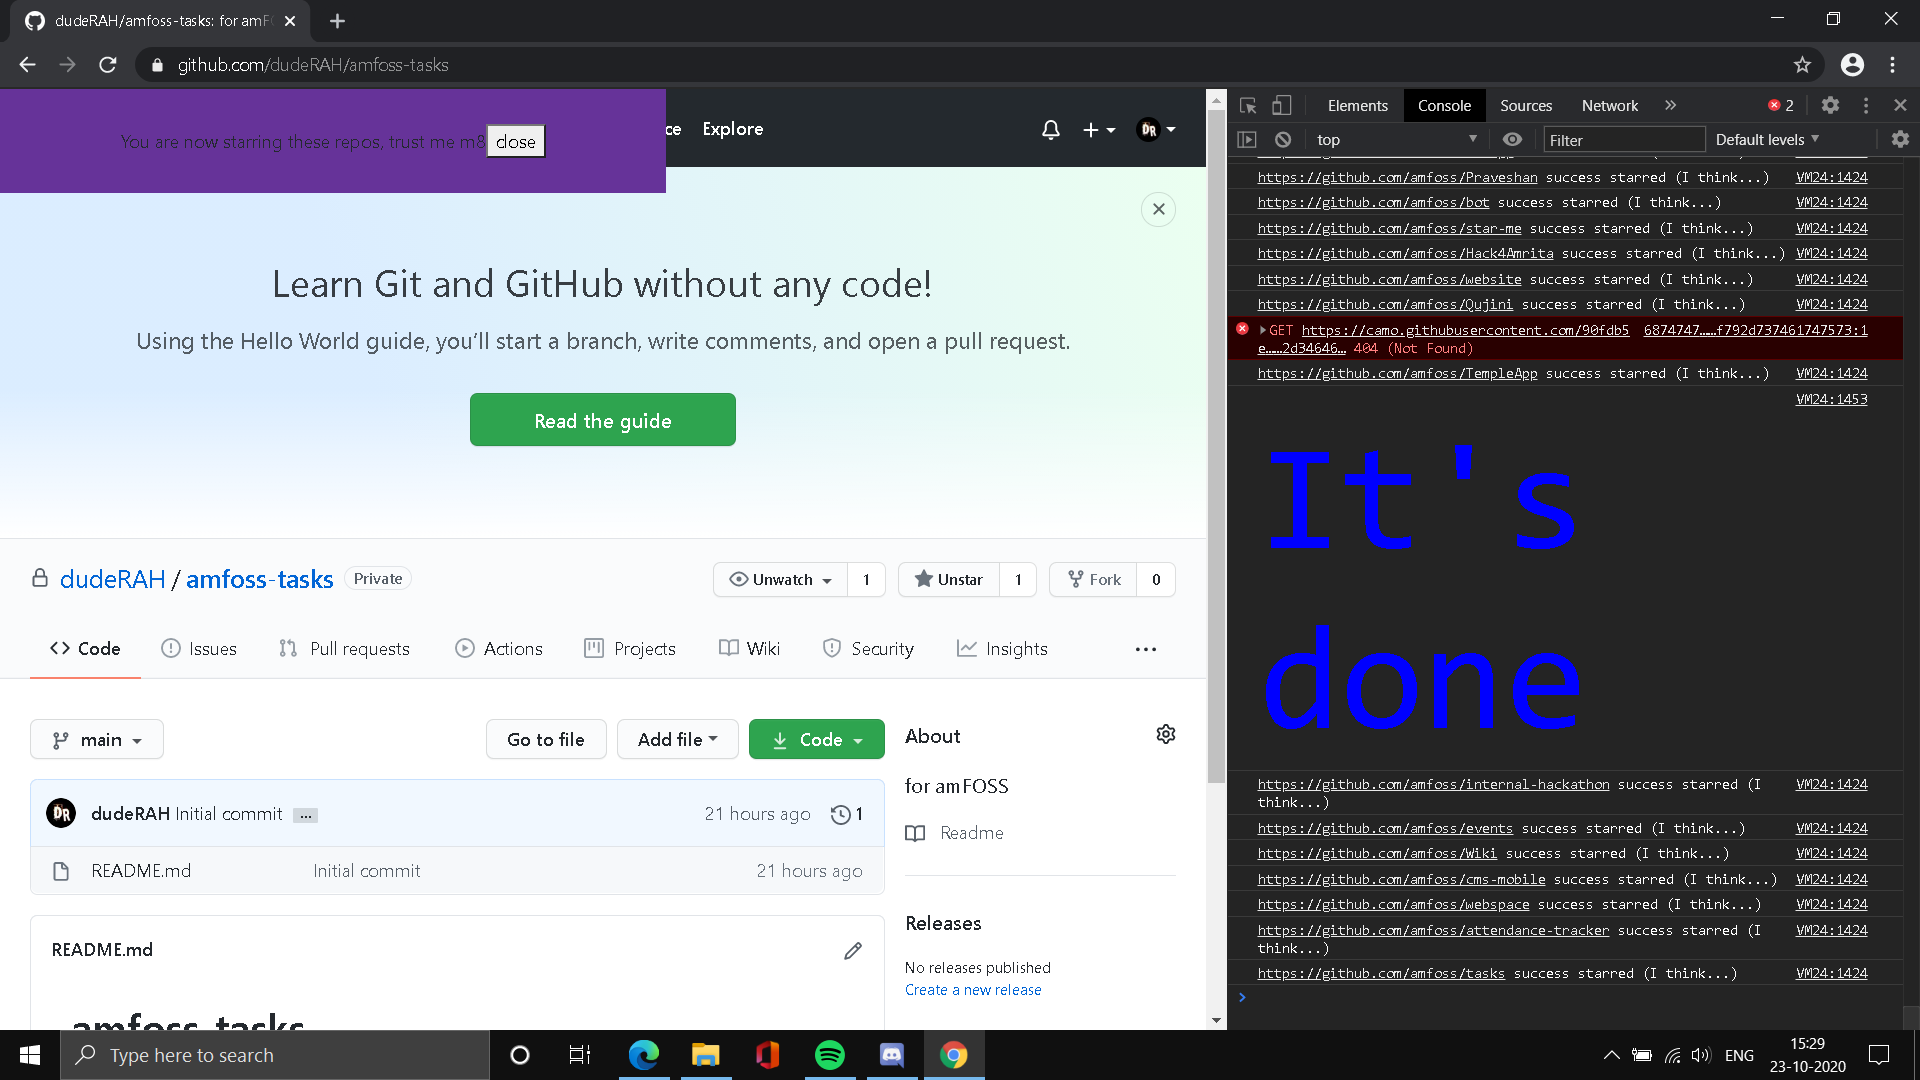 dudeRAH/amfoss-tasks: for amFO
github.com/dudeRAH/amfoss-tasks
You are now starring these repos, trust me m8 close
ce Explore
DR
Learn Git and GitHub without any code!
Using the Hello World guide, you’ll start a branch, write comments, and open a pull request.
Read the guide
dudeRAH / amfoss-tasks Private
Unwatch 1 Unstar 1 Fork 0
Code Issues Pull requests Actions Projects Wiki Security Insights ...
main Go to file Add file Code
DR dudeRAH Initial commit ... 21 hours ago 1
README.md Initial commit 21 hours ago
README.md
amfoss-tasks
About
for amFOSS
Readme
Releases
No releases published
Create a new release
Elements Console Sources Network » 2
top Filter Default levels
https://github.com/amfoss/Praveshan success starred (I think...) VM24:1424
https://github.com/amfoss/bot success starred (I think...) VM24:1424
https://github.com/amfoss/star-me success starred (I think...) VM24:1424
https://github.com/amfoss/Hack4Amrita success starred (I think...) VM24:1424
https://github.com/amfoss/website success starred (I think...) VM24:1424
https://github.com/amfoss/Qujini success starred (I think...) VM24:1424
GET https://camo.githubusercontent.com/90fdb5 6874747……f792d737461747573:1
e……2d34646… 404 (Not Found)
https://github.com/amfoss/TempleApp success starred (I think...) VM24:1424
VM24:1453
It's
done
https://github.com/amfoss/internal-hackathon success starred (I VM24:1424
think...)
https://github.com/amfoss/events success starred (I think...) VM24:1424
https://github.com/amfoss/Wiki success starred (I think...) VM24:1424
https://github.com/amfoss/cms-mobile success starred (I think...) VM24:1424
https://github.com/amfoss/webspace success starred (I think...) VM24:1424
https://github.com/amfoss/attendance-tracker success starred (I VM24:1424
think...)
https://github.com/amfoss/tasks success starred (I think...) VM24:1424
Type here to search
ENG
15:29
23-10-2020